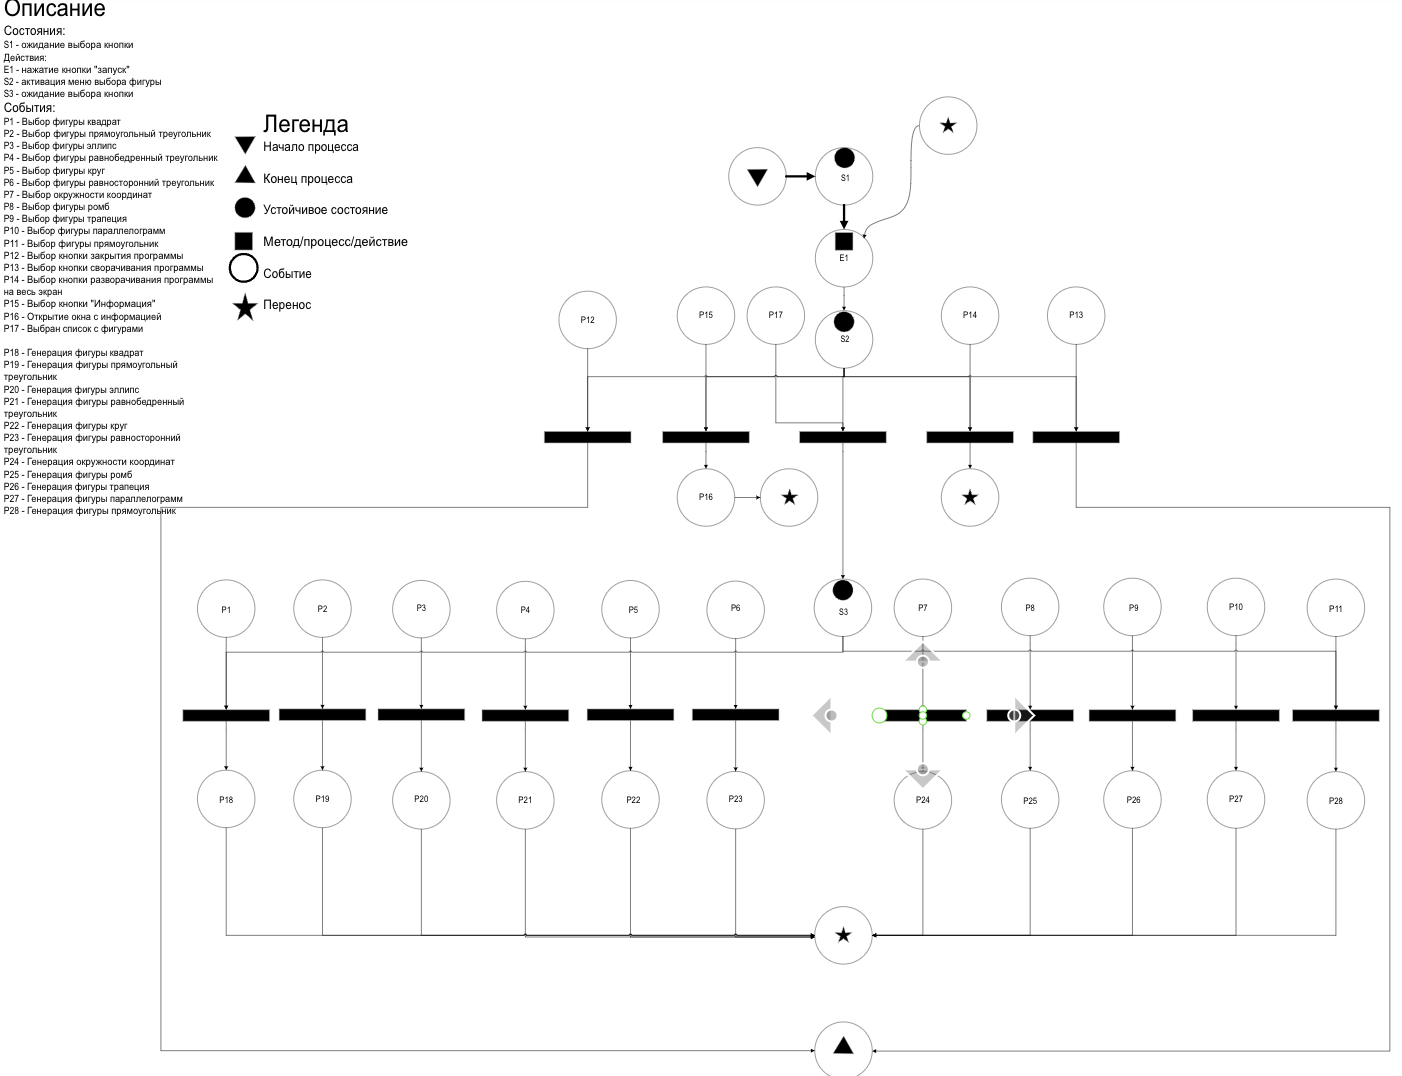 Описание
Состояния:
S1 - ожидание выбора кнопки
Действия:
E1 - нажатие кнопки "запуск"
S2 - активация меню выбора фигуры
S3 - ожидание выбора кнопки
События:
P1 - Выбор фигуры квадрат
P2 - Выбор фигуры прямоугольный треугольник
P3 - Выбор фигуры эллипс
P4 - Выбор фигуры равнобедренный треугольник
P5 - Выбор фигуры круг
P6 - Выбор фигуры равносторонний треугольник
P7 - Выбор окружности координат
P8 - Выбор фигуры ромб
P9 - Выбор фигуры трапеция
P10 - Выбор фигуры параллелограмм
P11 - Выбор фигуры прямоугольник
P12 - Выбор кнопки закрытия программы
P13 - Выбор кнопки сворачивания программы
P14 - Выбор кнопки разворачивания программы
на весь экран
P15 - Выбор кнопки "Информация"
P16 - Открытие окна с информацией
P17 - Выбран список с фигурами
P18 - Генерация фигуры квадрат
P19 - Генерация фигуры прямоугольный
треугольник
P20 - Генерация фигуры эллипс
P21 - Генерация фигуры равнобедренный
треугольник
P22 - Генерация фигуры круг
P23 - Генерация фигуры равносторонний
треугольник
P24 - Генерация окружности координат
P25 - Генерация фигуры ромб
P26 - Генерация фигуры трапеция
P27 - Генерация фигуры параллелограмм
P28 - Генерация фигуры прямоугольник
Легенда
Начало процесса
Конец процесса
Устойчивое состояние
Метод/процесс/действие
Событие
Перенос
S1
E1
P12
P15
P17
S2
P14
P13
P16
P1
P2
P3
P4
P5
P6
S3
P7
P8
P9
P10
P11
P18
P19
P20
P21
P22
P23
P24
P25
P26
P27
P28